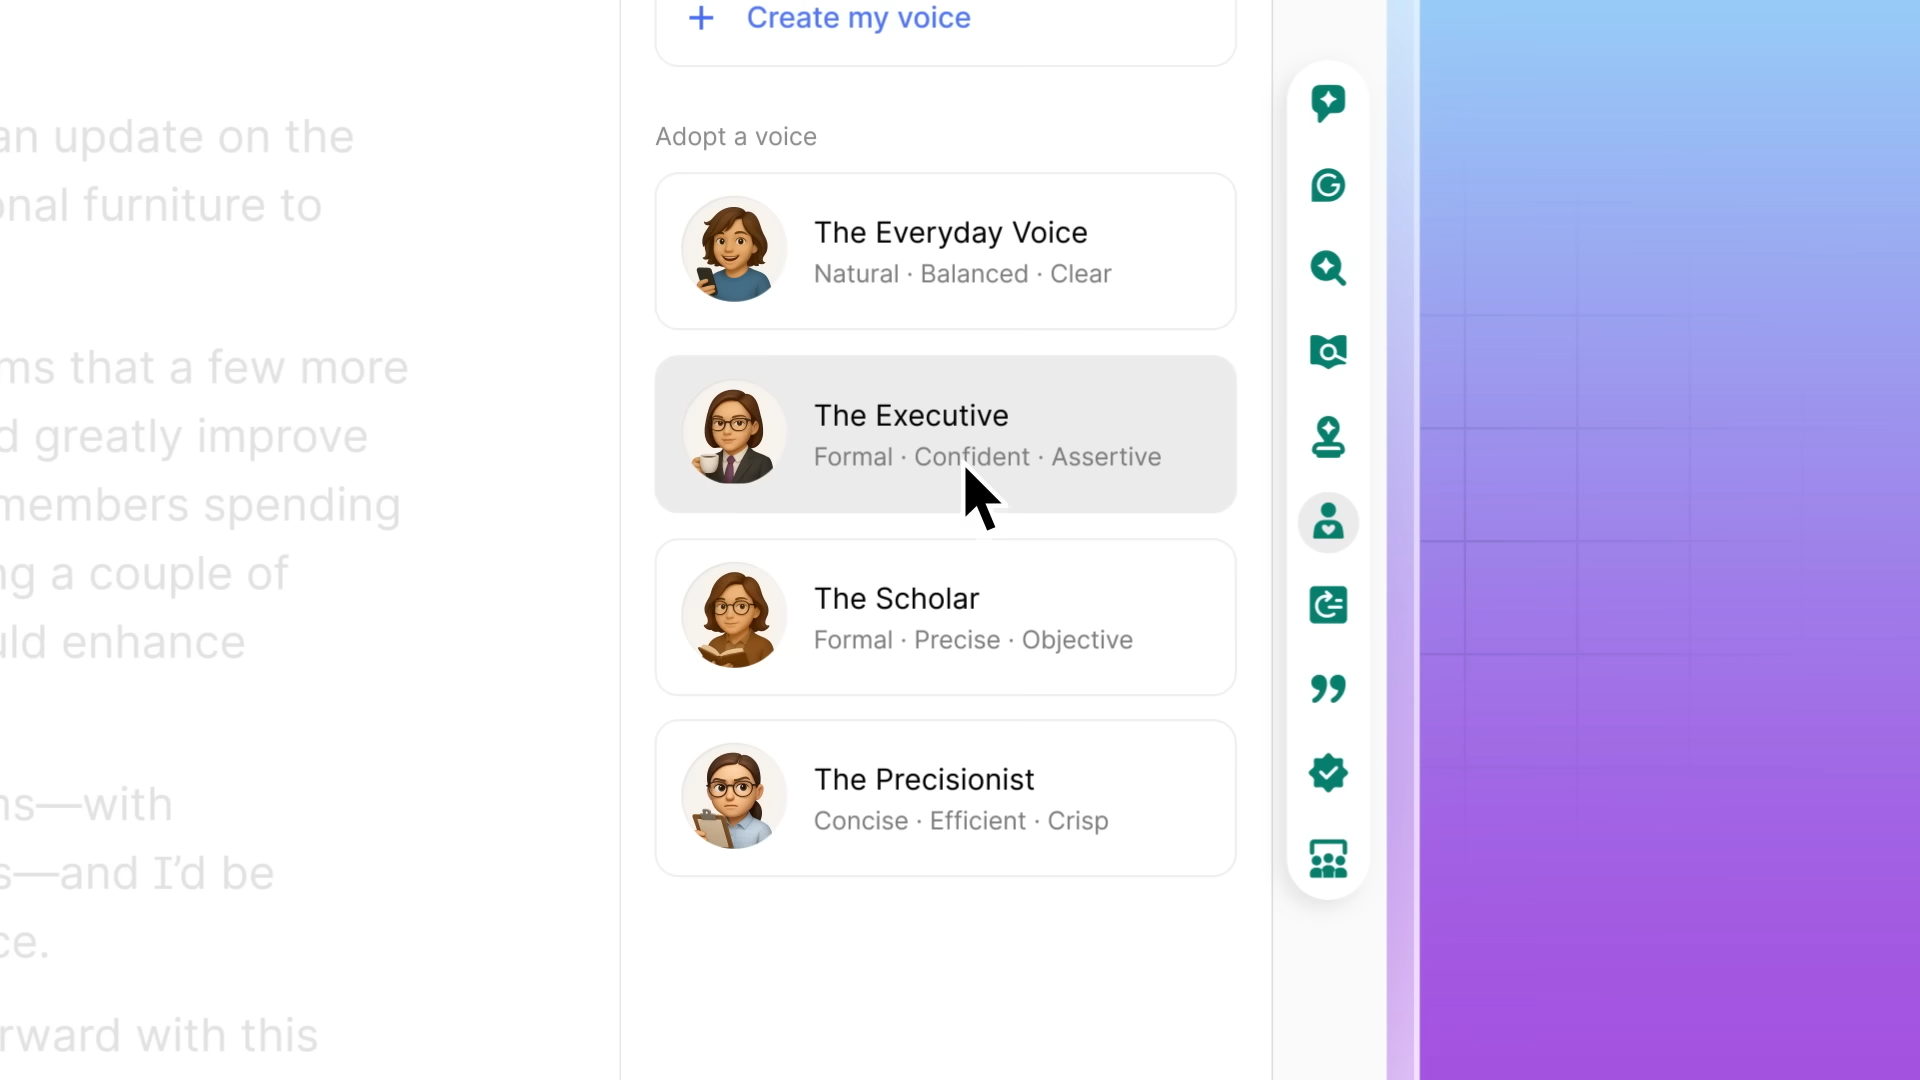 Create my voice
an update on the
onal furniture to
ms that a few more
d greatly improve
members spending
ng a couple of
uld enhance
ns—with
s—and I’d be
ce.
rward with this
Adopt a voice
The Everyday Voice
Natural · Balanced · Clear
The Executive
Formal · Confident · Assertive
The Scholar
Formal · Precise · Objective
The Precisionist
Concise · Efficient · Crisp